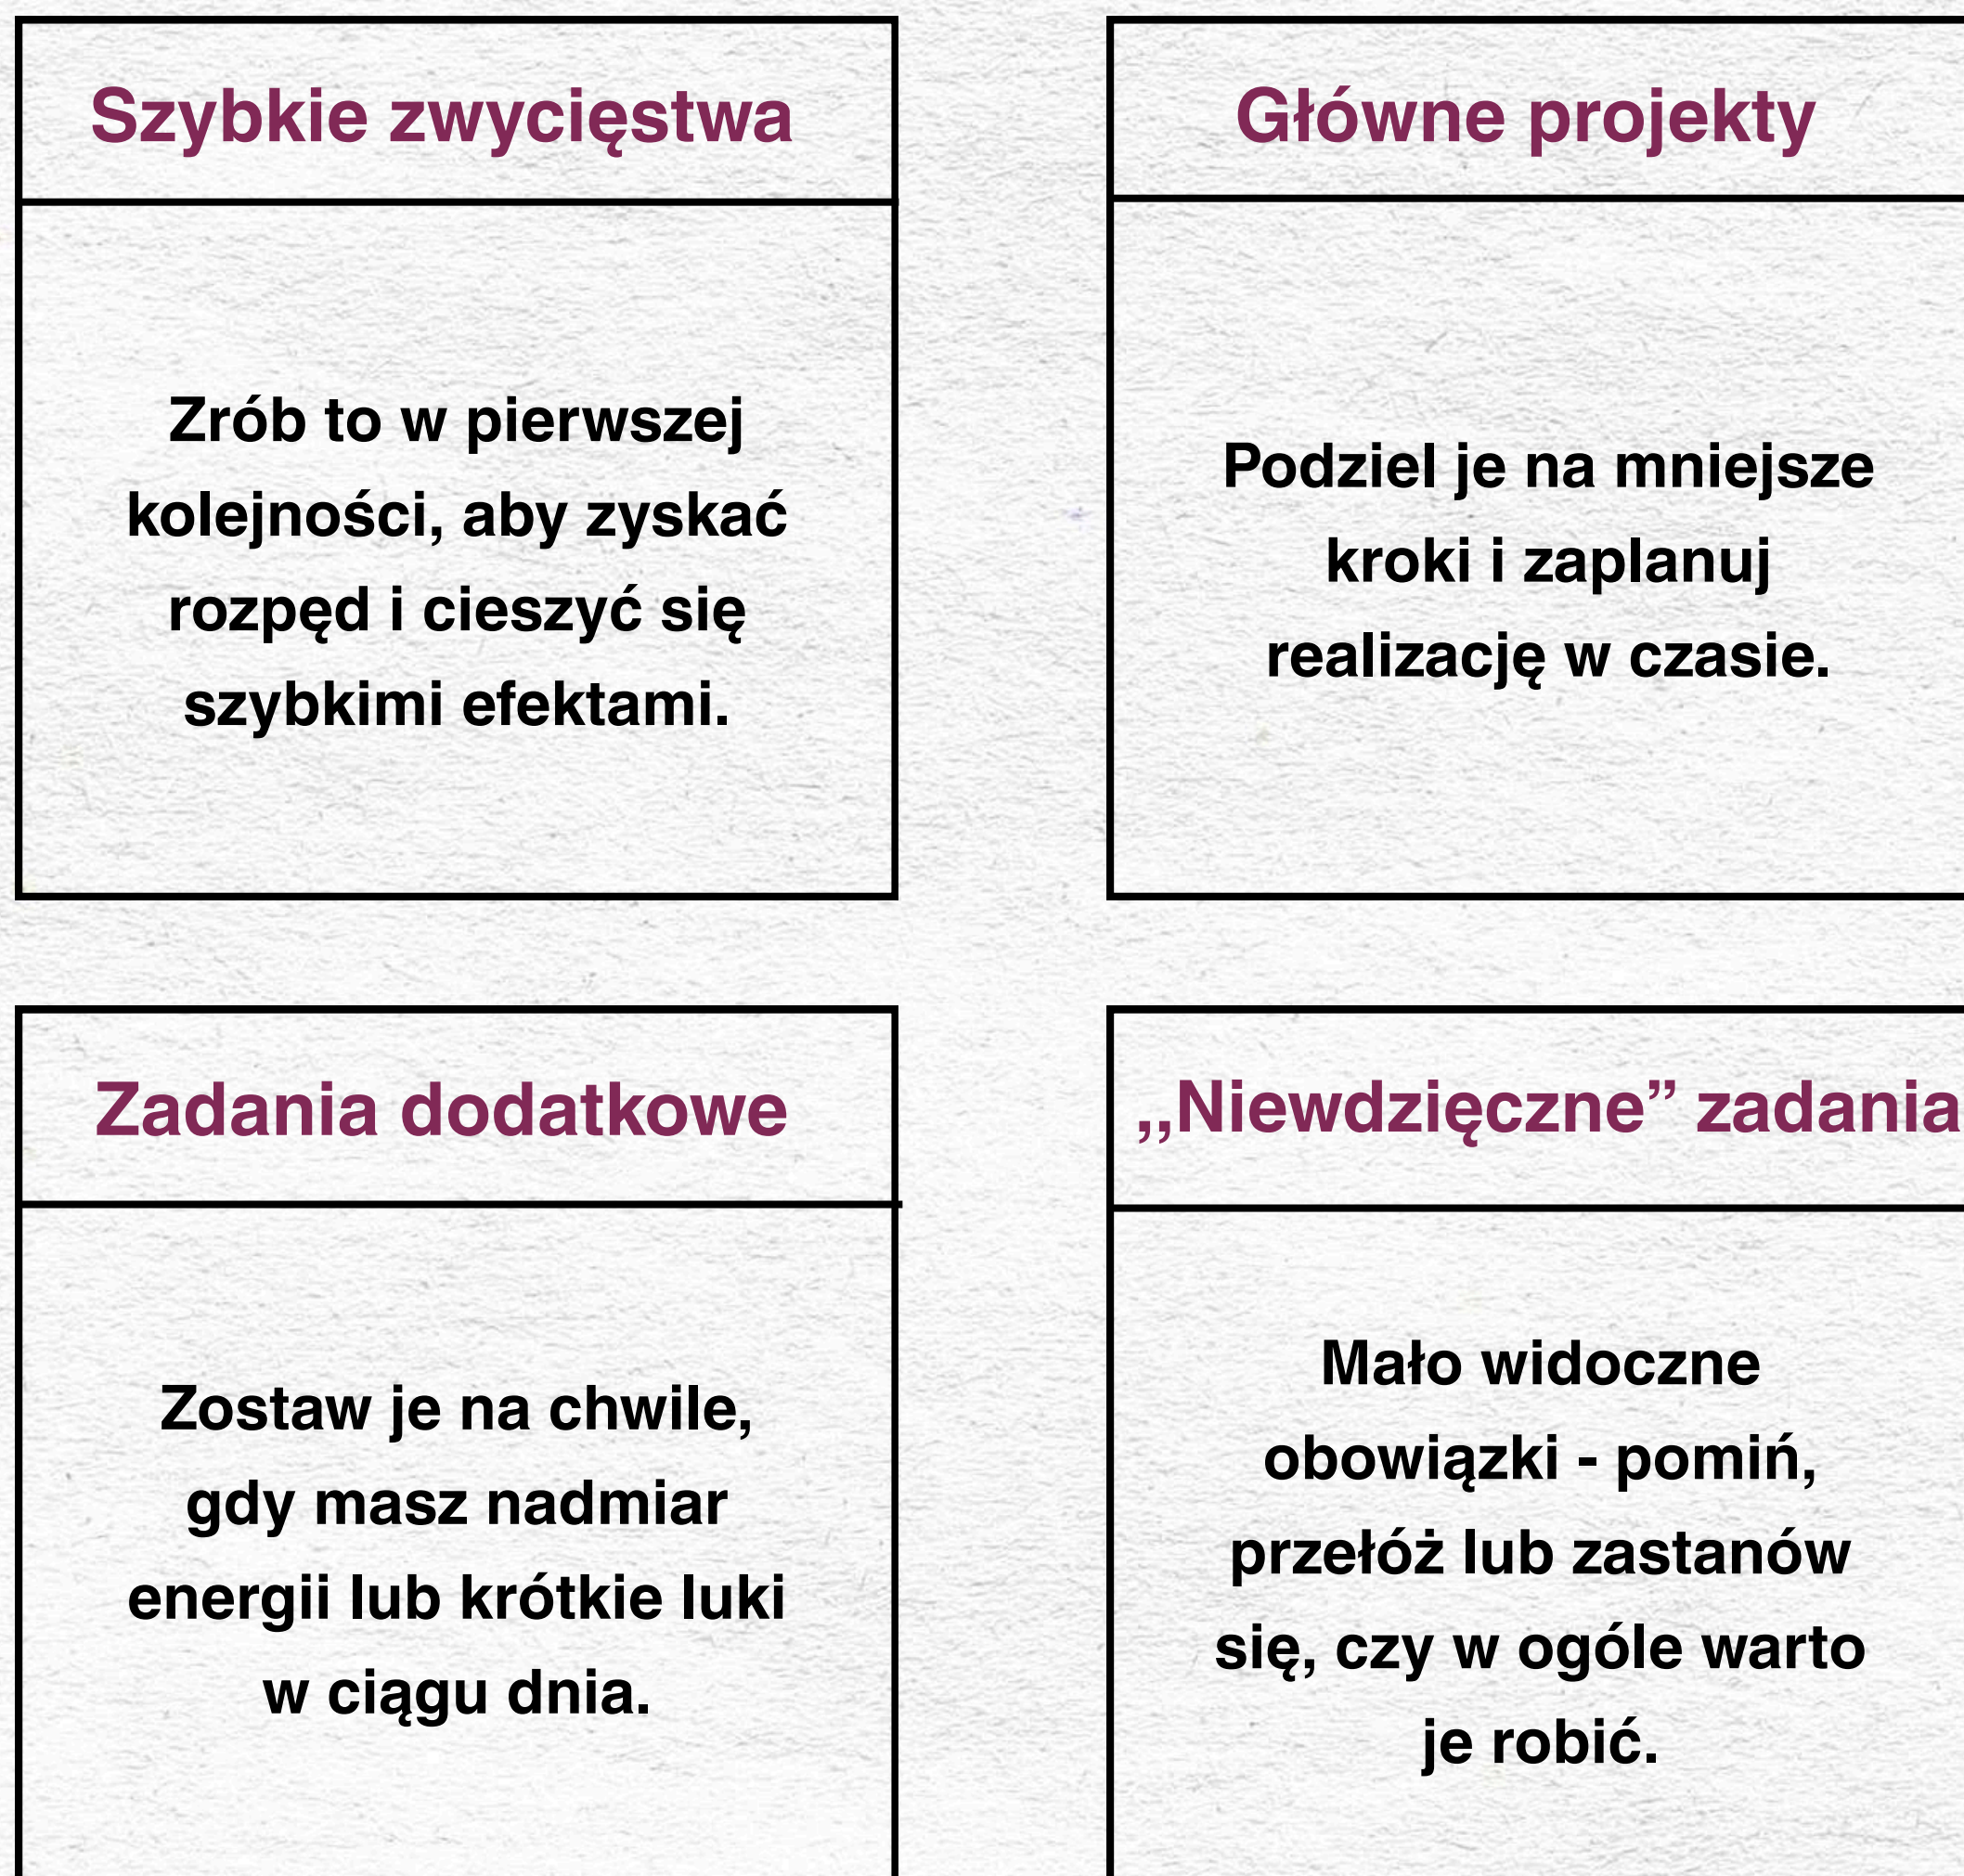 Szybkie zwycięstwa
Zrób to w pierwszej
kolejności, aby zyskać
rozpęd i cieszyć się
szybkimi efektami.
Główne projekty
Podziel je na mniejsze
kroki i zaplanuj
realizację w czasie.
Zadania dodatkowe
Zostaw je na chwile,
gdy masz nadmiar
energii lub krótkie luki
w ciągu dnia.
,,Niewdzięczne” zadania
Mało widoczne
obowiązki - pomiń,
przełóż lub zastanów
się, czy w ogóle warto
je robić.